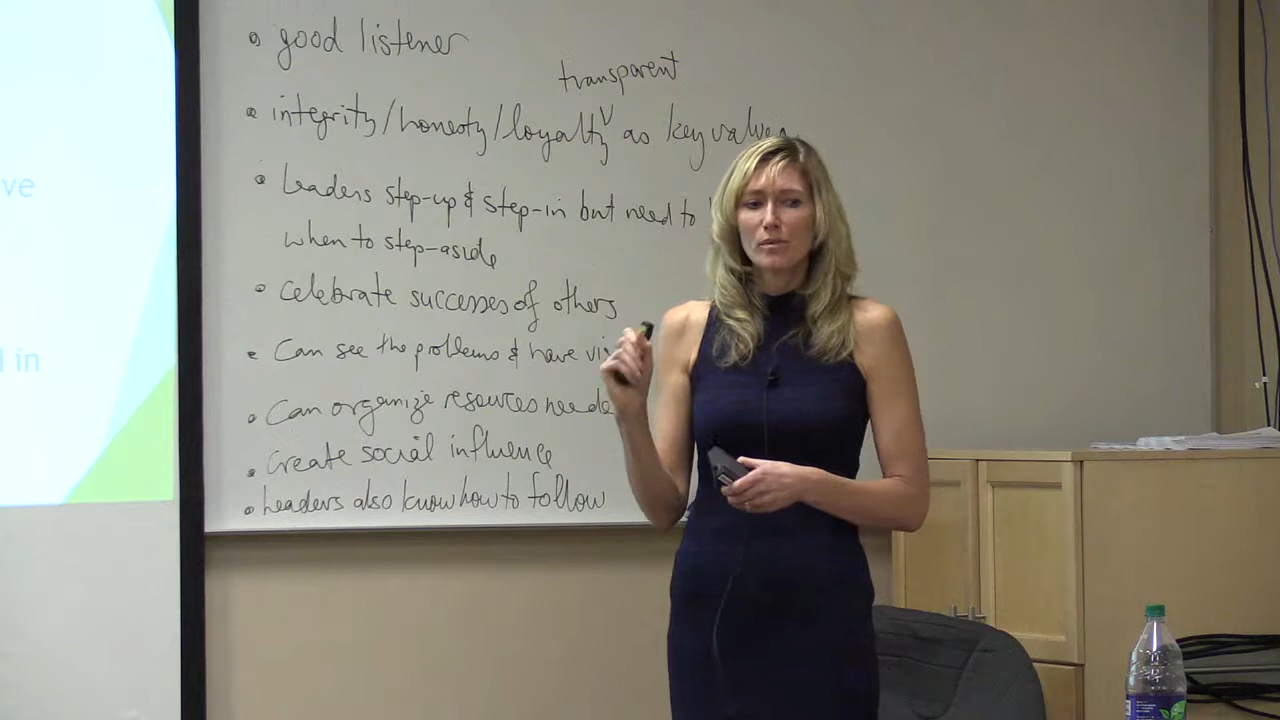 • good listener
transparent
• integrity/honesty/loyalty v as key values
• Leaders step-up & step-in but need to
when to step-aside
• celebrate successes of others
• Can see the problems & have
• Can organize resources
• Create social influence
• Leaders also know how to follow
ve
in